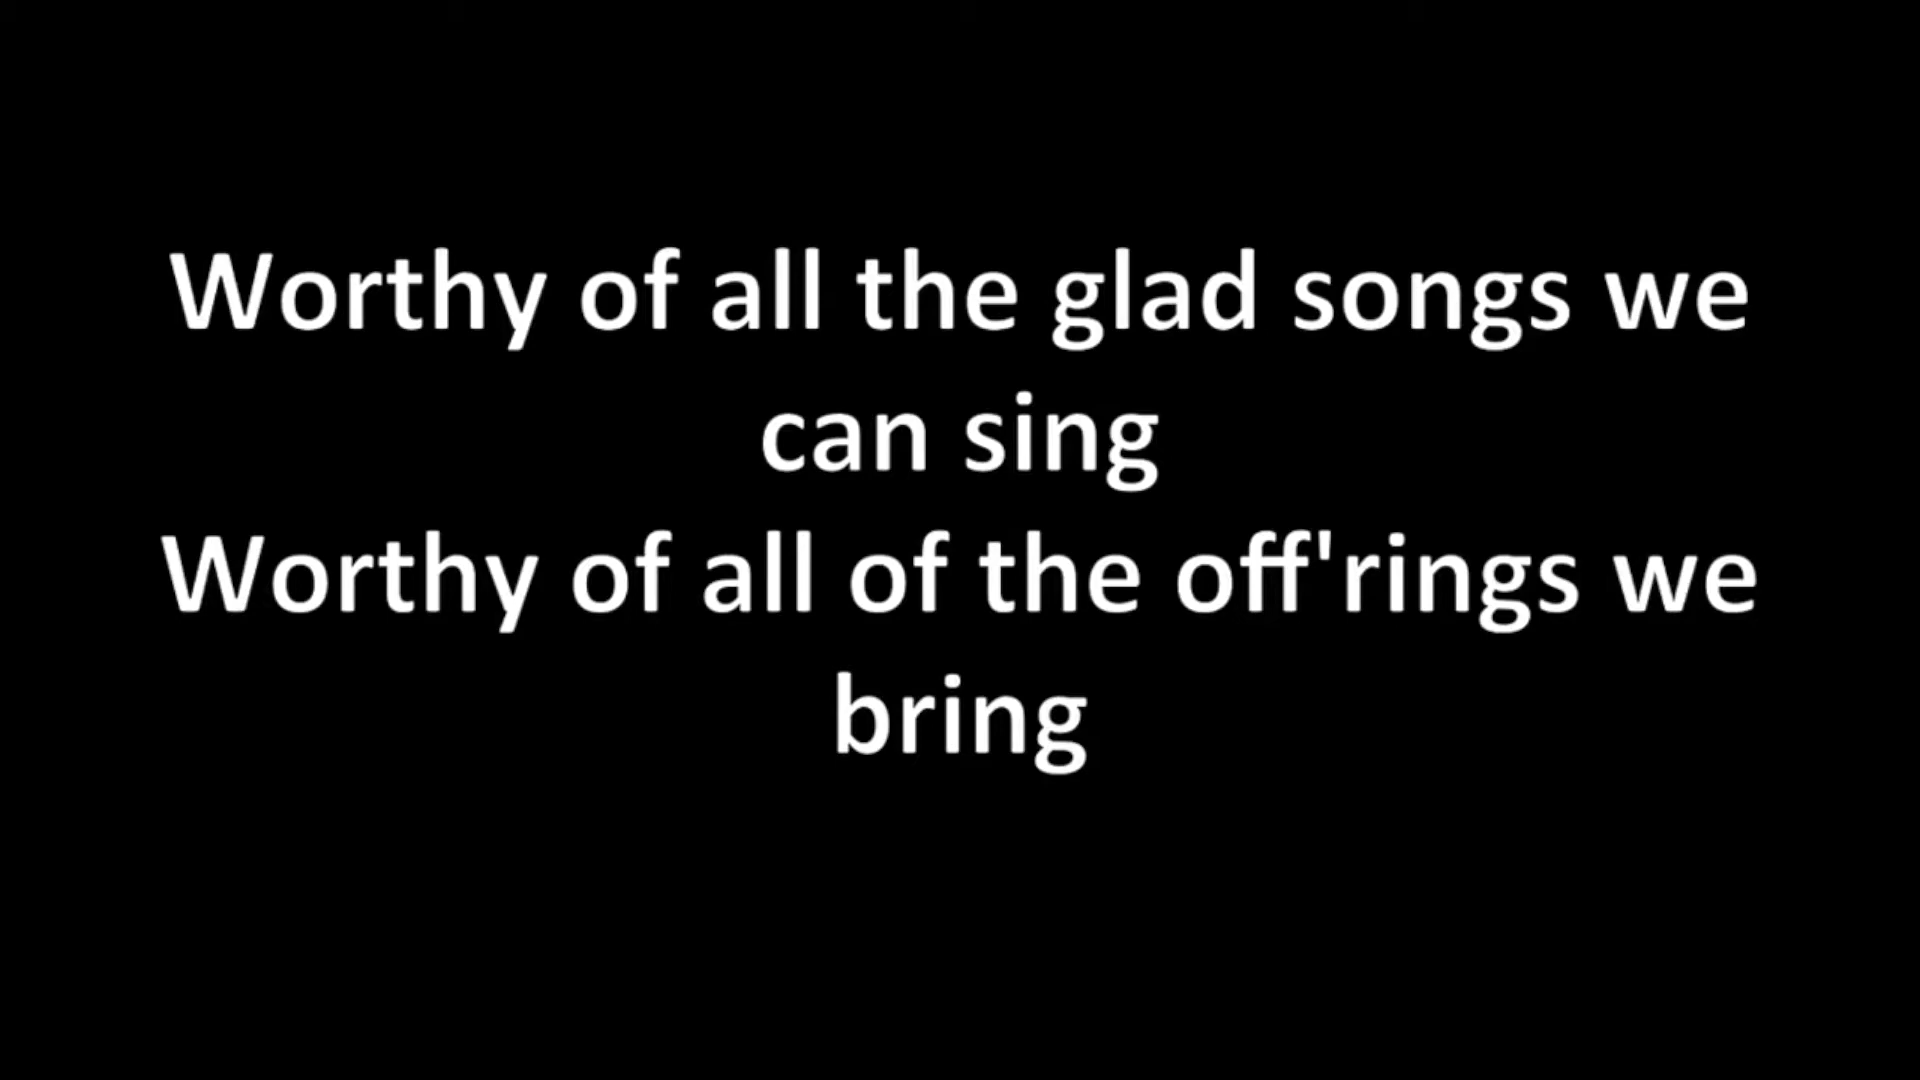 Worthy of all the glad songs we
can sing
Worthy of all of the off'rings we
bring